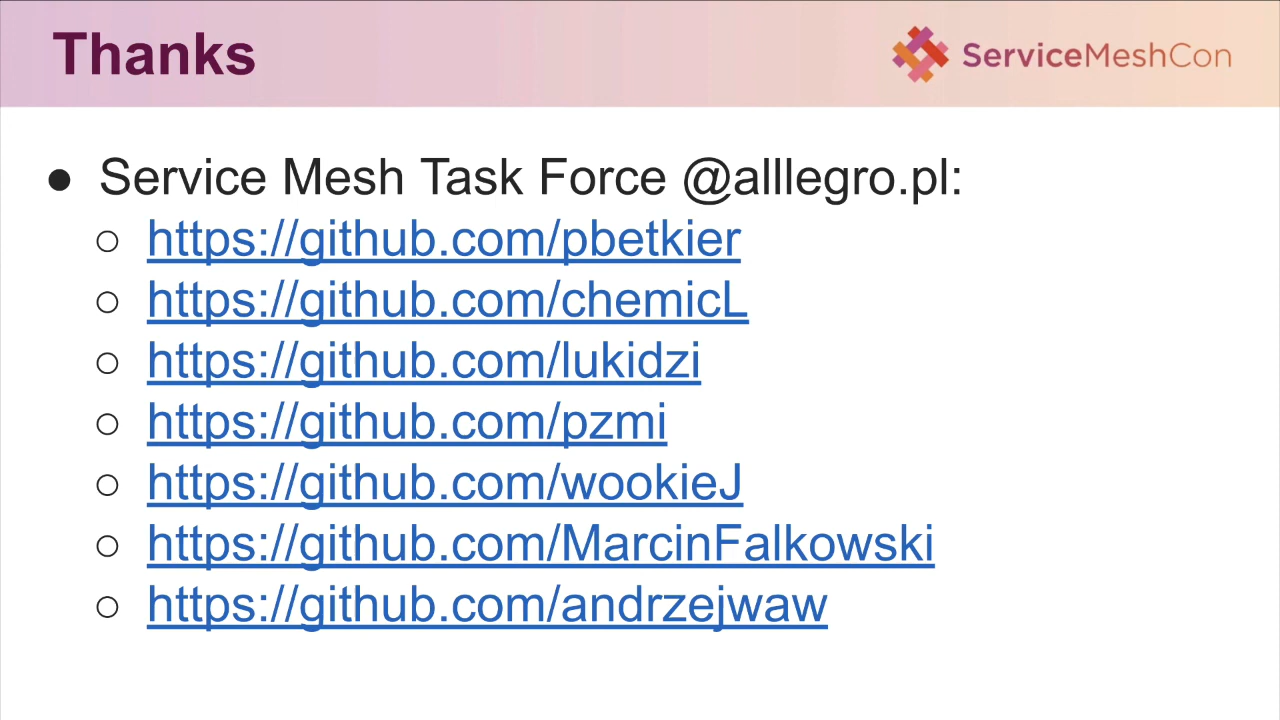 Thanks
ServiceMeshCon
● Service Mesh Task Force @alllegro.pl:
○ https://github.com/pbetkier
○ https://github.com/chemicL
○ https://github.com/lukidzi
○ https://github.com/pzmi
○ https://github.com/wookieJ
○ https://github.com/MarcinFalkowski
○ https://github.com/andrzejwaw